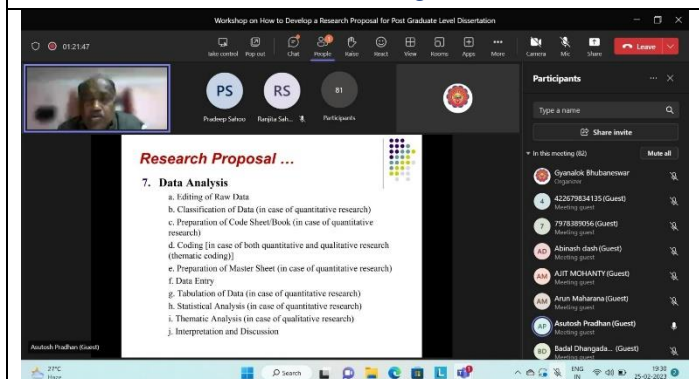 Workshop on How to Develop a Research Proposal for Post Graduate Level Dissertation
01:21:47
Take control
Pop out
Chat
People
Raise
React
View
Rooms
Apps
More
Camera
Mic
Share
Leave
PS
RS
81
Pradeep Sahoo
Ranjita Sah...
Participants
Participants
Type a name
Share invite
In this meeting (82)
Mute all
Gyanalok Bhubaneswar
Organizer
4
422679834135 (Guest)
Meeting guest
7
7978389056 (Guest)
Meeting guest
AD
Abinash dash (Guest)
Meeting guest
AM
AJIT MOHANTY (Guest)
Meeting guest
AM
Arun Maharana (Guest)
Meeting guest
AP
Asutosh Pradhan (Guest)
Meeting guest
BD
Badal Dhangada... (Guest)
Meeting guest
Research Proposal ...
7. Data Analysis
a. Editing of Raw Data
b. Classification of Data (in case of quantitative research)
c. Preparation of Code Sheet/Book (in case of quantitative
research)
d. Coding [in case of both quantitative and qualitative research
(thematic coding)]
e. Preparation of Master Sheet (in case of quantitative research)
f. Data Entry
g. Tabulation of Data (in case of quantitative research)
h. Statistical Analysis (in case of quantitative research)
i. Thematic Analysis (in case of qualitative research)
j. Interpretation and Discussion
Asutosh Pradhan (Guest)
27°C
Haze
Search
ENG
IN
19:30
25-02-2023